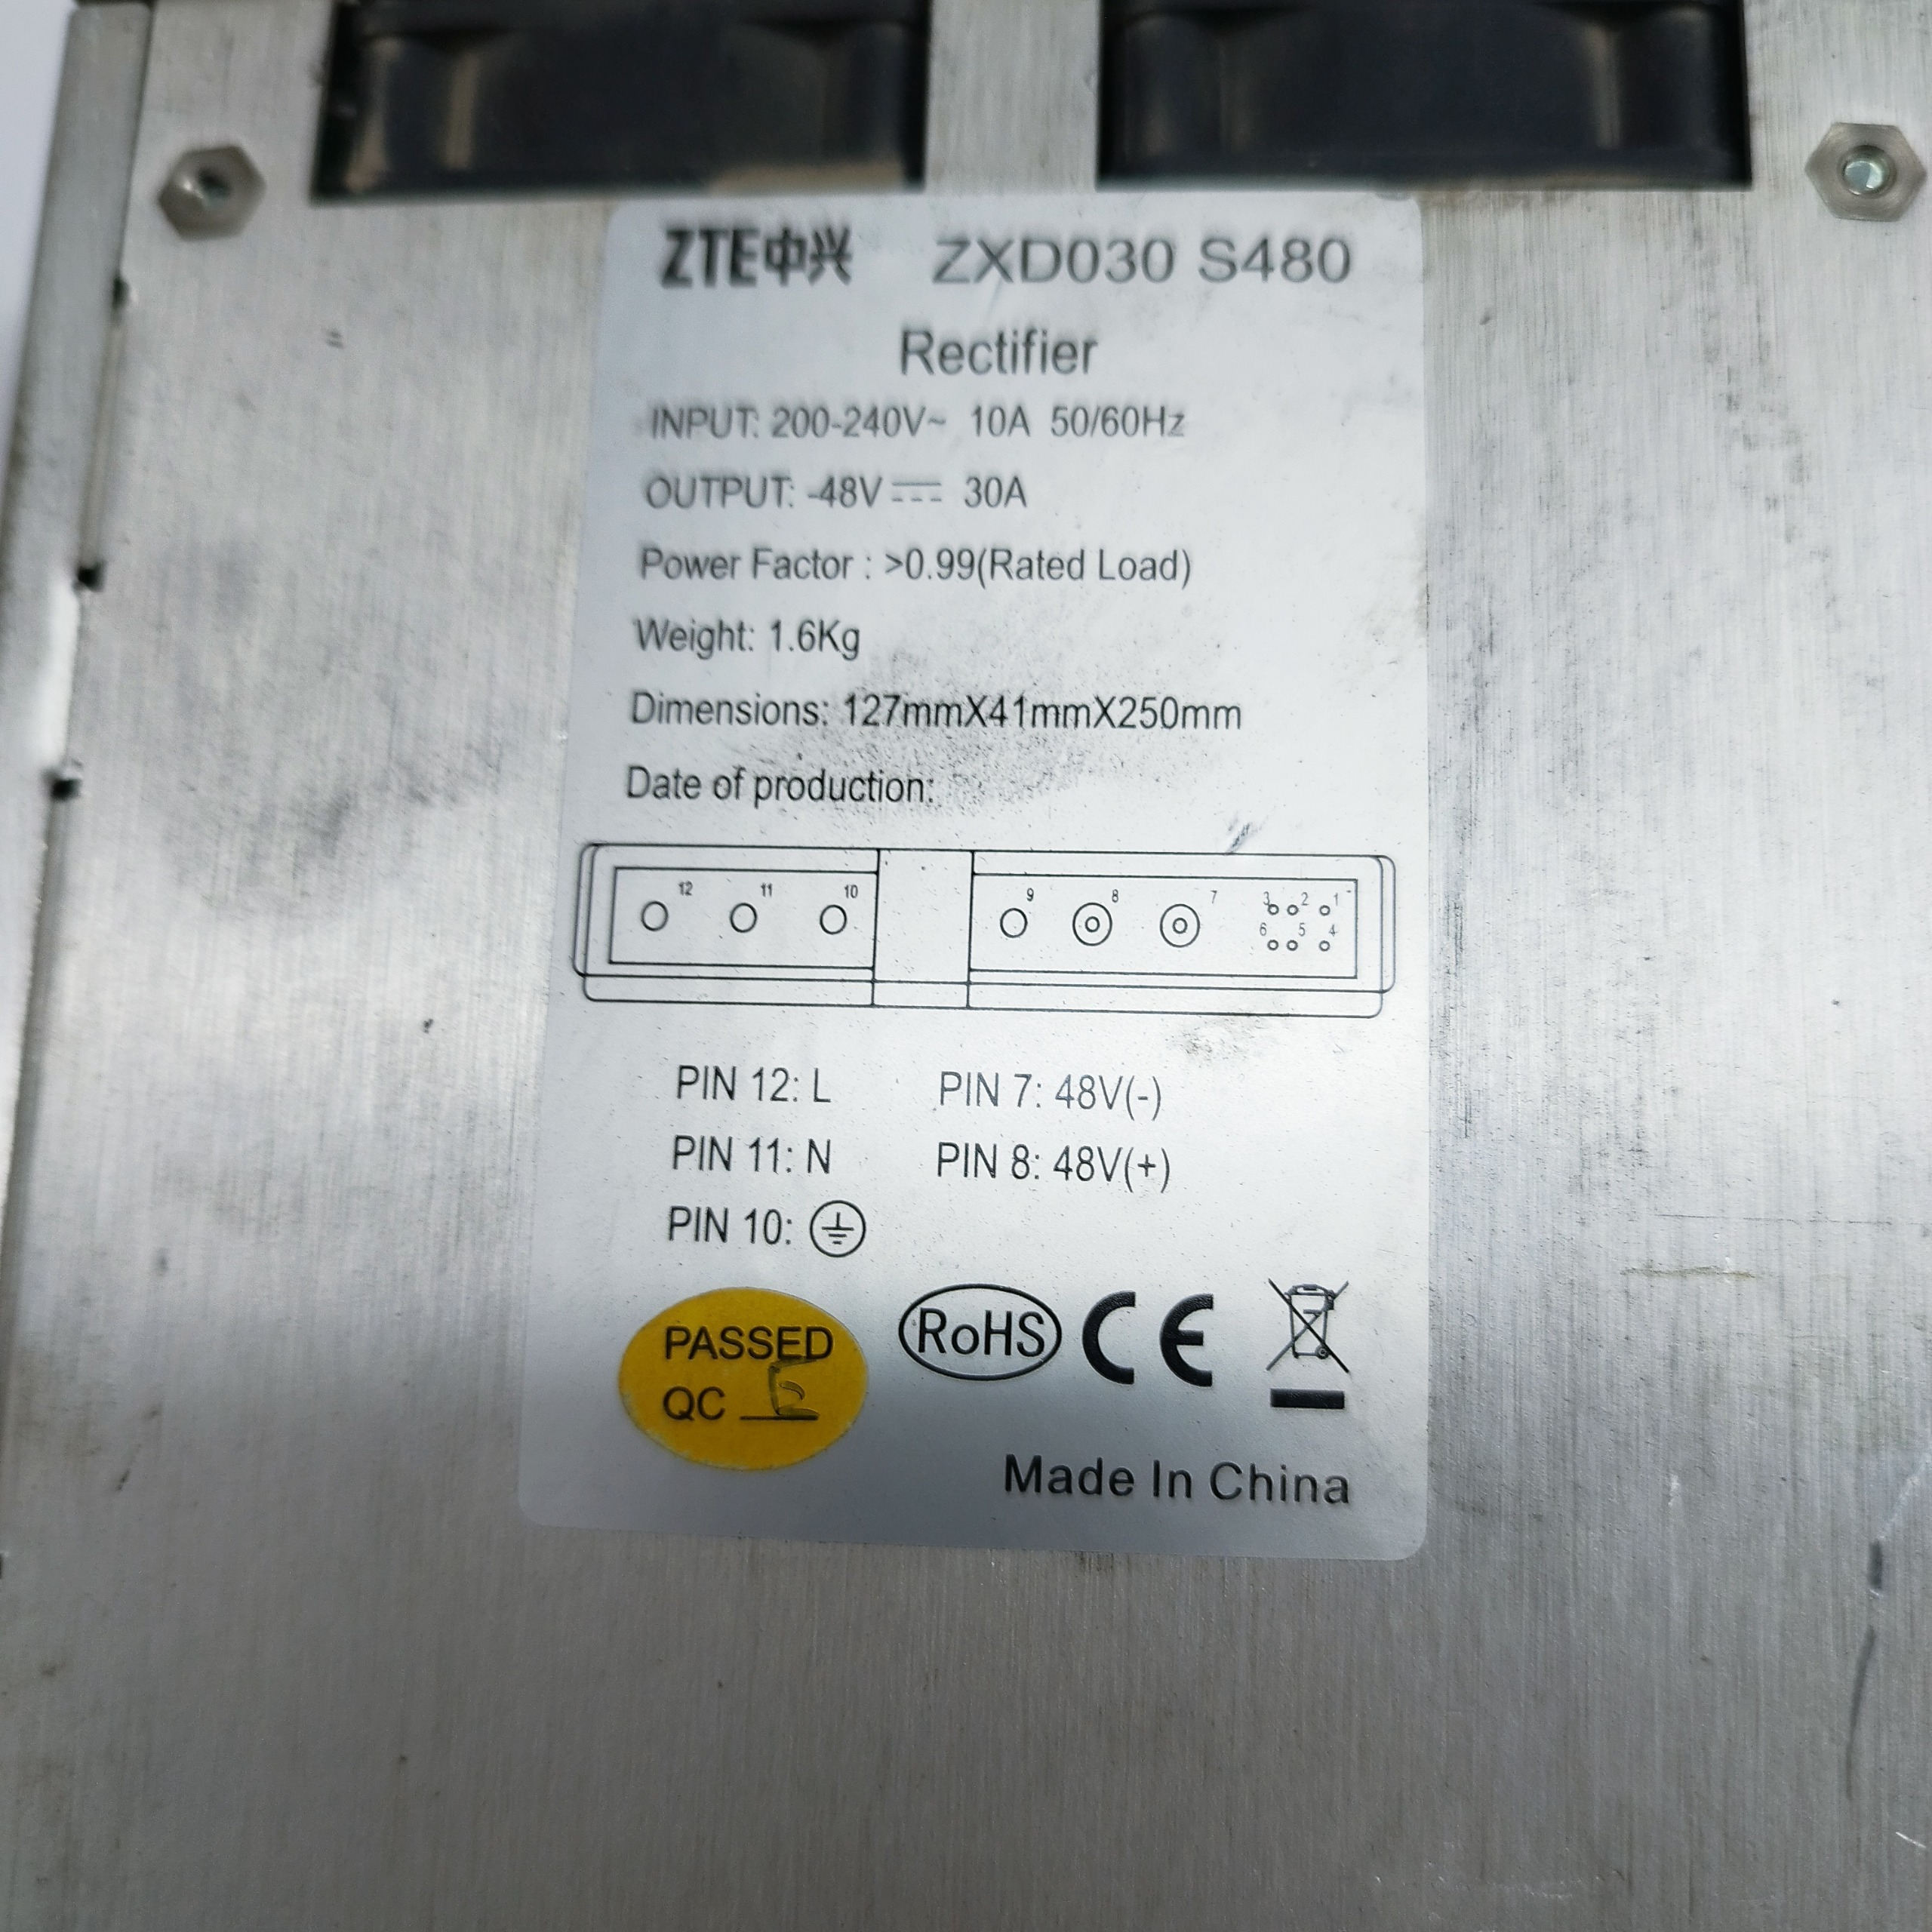 ZTE中兴 ZXD030 S480
Rectifier
INPUT: 200-240V~ 10A 50/60Hz
OUTPUT: -48V⎓ 30A
Power Factor : >0.99(Rated Load)
Weight: 1.6Kg
Dimensions: 127mmX41mmX250mm
Date of production:
12 11 10 9 8 7 3 2 1
6 5 4
PIN 12: L PIN 7: 48V(-)
PIN 11: N PIN 8: 48V(+)
PIN 10:
PASSED
QC
RoHS CE
Made In China